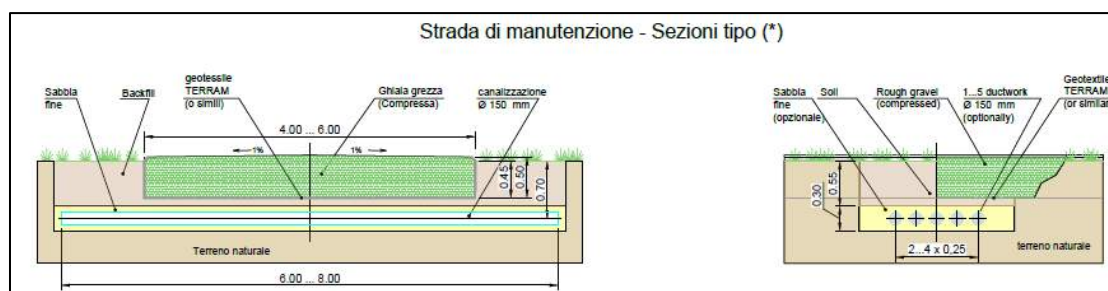 Strada di manutenzione - Sezioni tipo (*)
Sabbia
fine
Backfill
geotessile
TERRAM
(o simili)
Ghiaia grezza
(Compressa)
canalizzazione
Ø 150 mm
4.00 ... 6.00
1%
1%
0.45
0.50
0.70
Terreno naturale
6.00 ... 8.00
Sabbia
fine
(opzionale)
Soil
Rough gravel
(compressed)
1...5 ductwork
Ø 150 mm
(optionally)
Geotextile
TERRAM
(or similar
0.30
0.55
2...4 x 0,25
terreno naturale